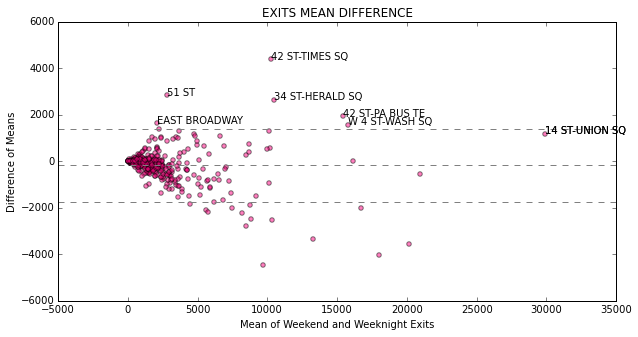 EXITS MEAN DIFFERENCE
6000
4000
2000
0
−2000
−4000
−6000
Difference of Means
42 ST-TIMES SQ
51 ST
34 ST-HERALD SQ
42 ST-PA BUS TE
EAST BROADWAY
W 4 ST-WASH SQ
14 ST-UNION SQ
−5000 0 5000 10000 15000 20000 25000 30000 35000
Mean of Weekend and Weeknight Exits